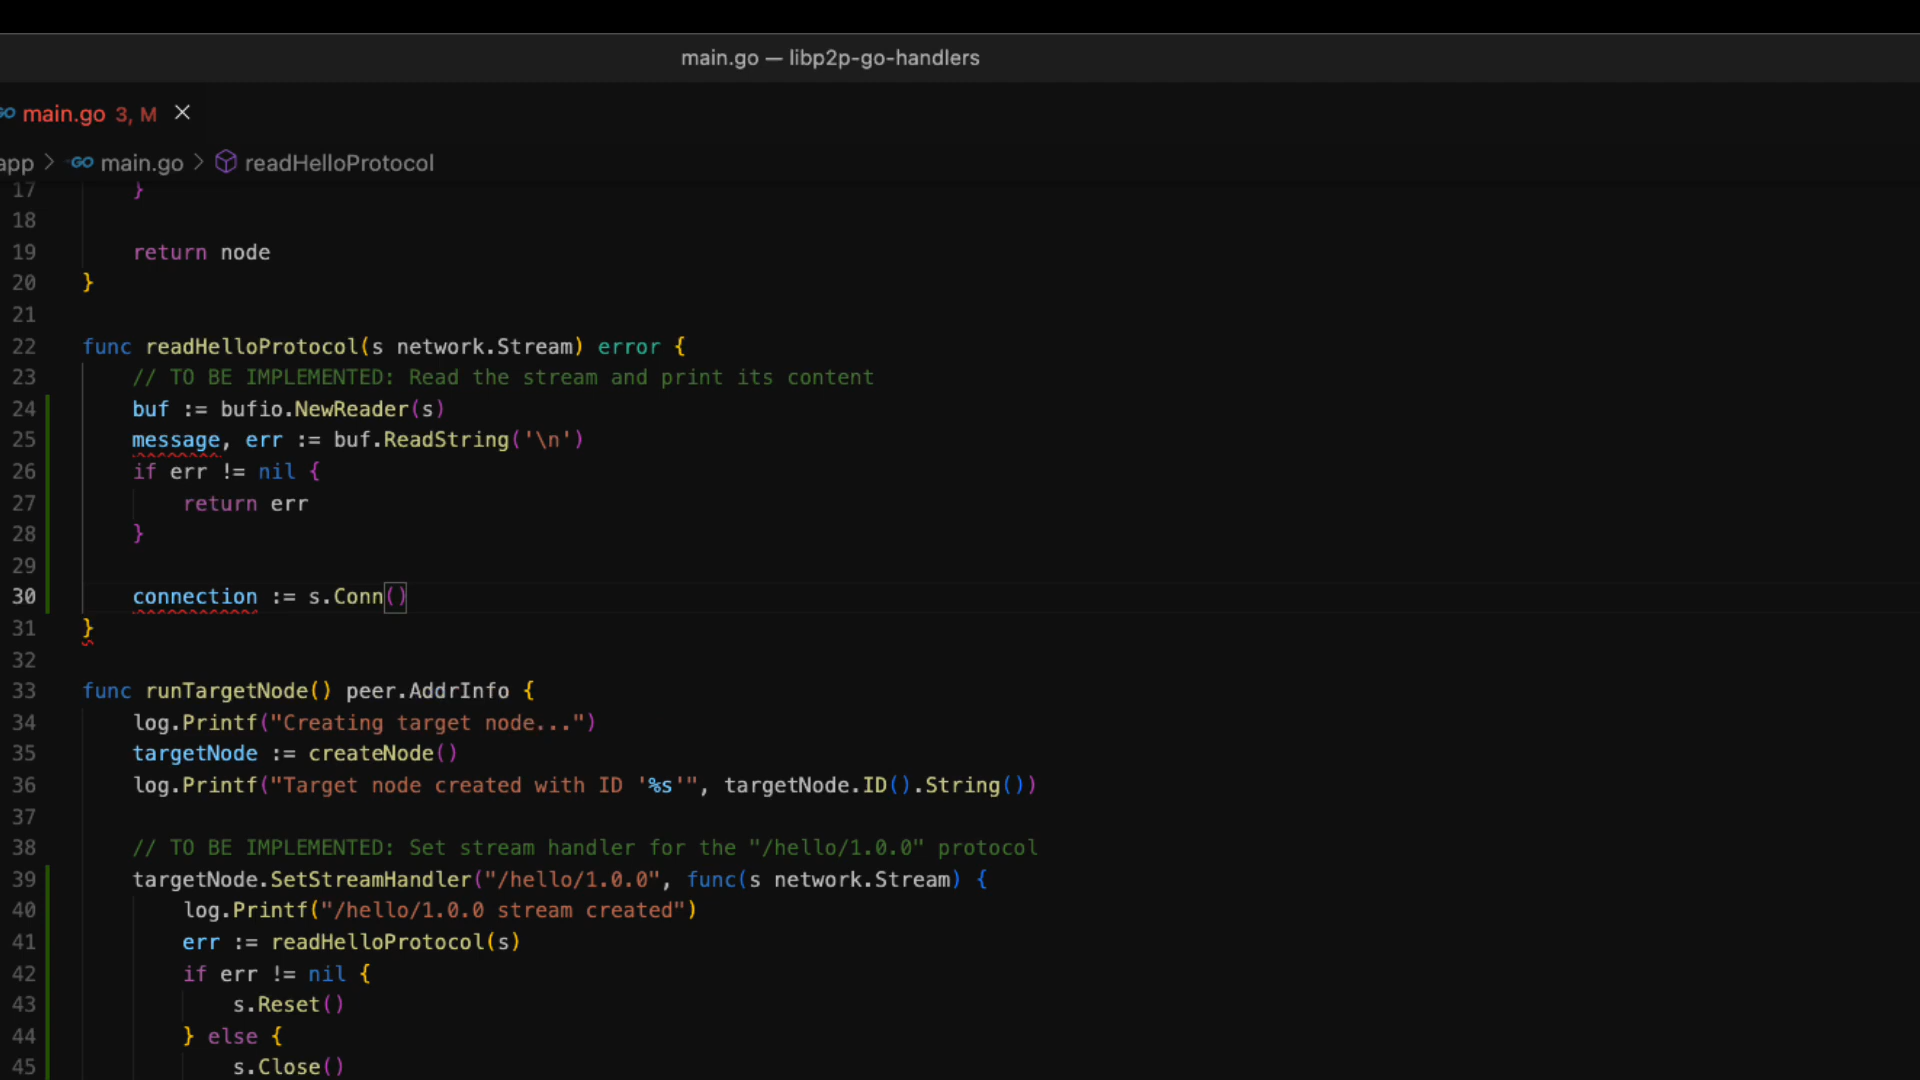 main.go — libp2p-go-handlers
GO main.go 3, M ×
app > GO main.go > readHelloProtocol
17 }
18
19 return node
20 }
21
22 func readHelloProtocol(s network.Stream) error {
23 // TO BE IMPLEMENTED: Read the stream and print its content
24 buf := bufio.NewReader(s)
25 message, err := buf.ReadString('\n')
26 if err != nil {
27 return err
28 }
29
30 connection := s.Conn()
31 }
32
33 func runTargetNode() peer.AddrInfo {
34 log.Printf("Creating target node...")
35 targetNode := createNode()
36 log.Printf("Target node created with ID '%s'", targetNode.ID().String())
37
38 // TO BE IMPLEMENTED: Set stream handler for the "/hello/1.0.0" protocol
39 targetNode.SetStreamHandler("/hello/1.0.0", func(s network.Stream) {
40 log.Printf("/hello/1.0.0 stream created")
41 err := readHelloProtocol(s)
42 if err != nil {
43 s.Reset()
44 } else {
45 s.Close()